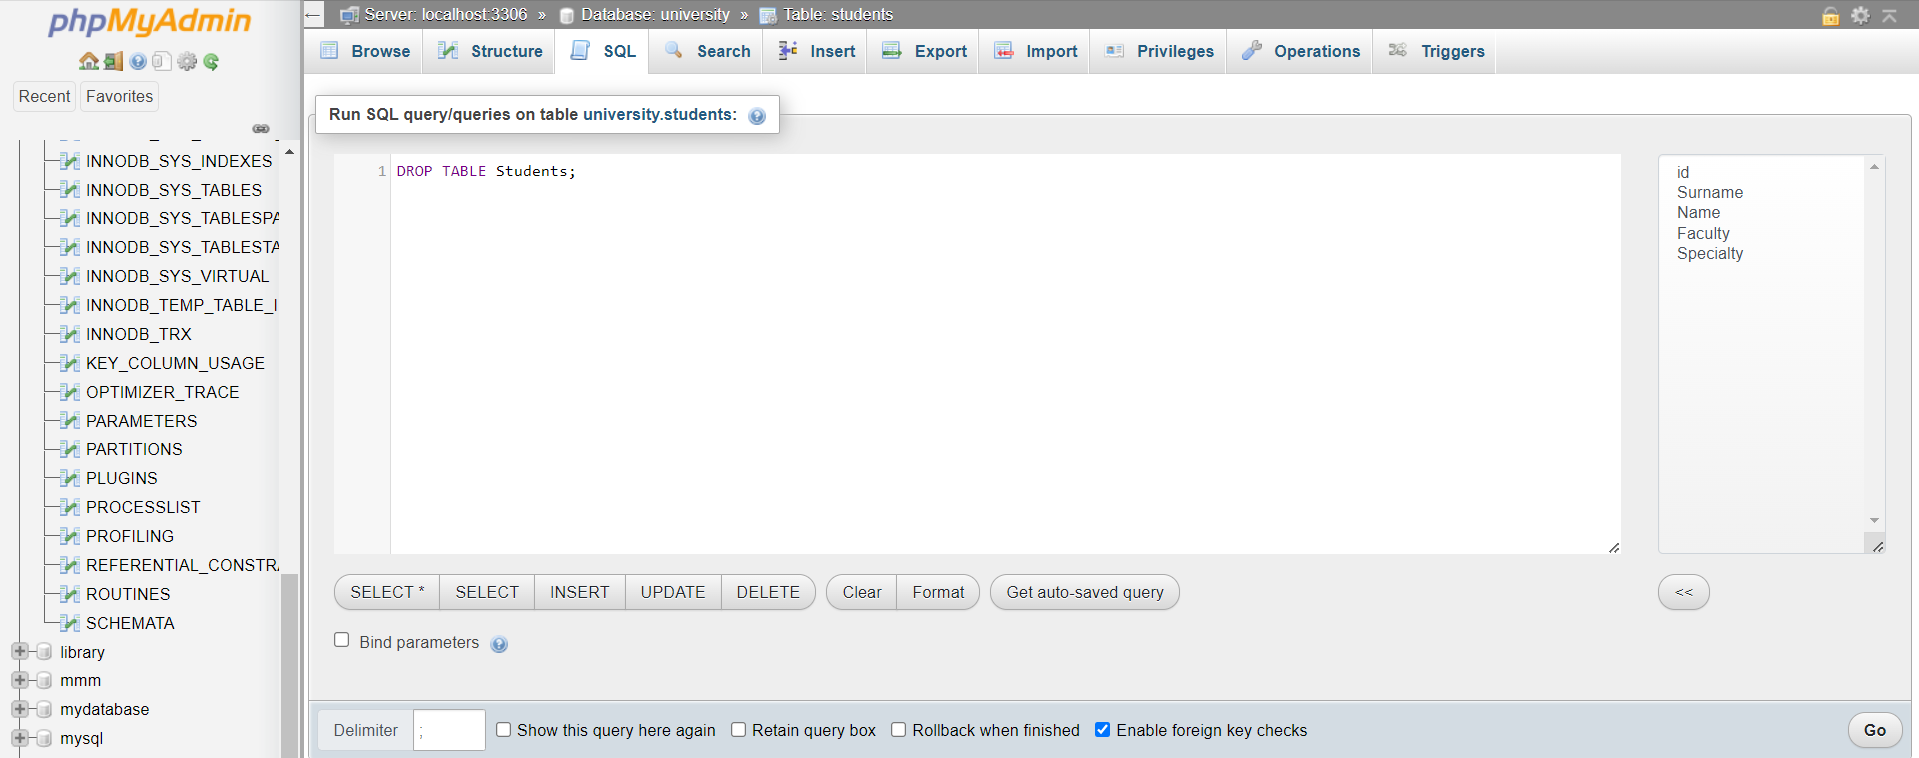 phpMyAdmin
Recent Favorites
INNODB_SYS_INDEXES
INNODB_SYS_TABLES
INNODB_SYS_TABLESPA
INNODB_SYS_TABLESTA
INNODB_SYS_VIRTUAL
INNODB_TEMP_TABLE_I
INNODB_TRX
KEY_COLUMN_USAGE
OPTIMIZER_TRACE
PARAMETERS
PARTITIONS
PLUGINS
PROCESSLIST
PROFILING
REFERENTIAL_CONSTRA
ROUTINES
SCHEMATA
library
mmm
mydatabase
mysql
← Server: localhost:3306 » Database: university » Table: students
Browse Structure SQL Search Insert Export Import Privileges Operations Triggers
Run SQL query/queries on table university.students:
1 DROP TABLE Students;
id
Surname
Name
Faculty
Specialty
SELECT * SELECT INSERT UPDATE DELETE Clear Format Get auto-saved query <<
Bind parameters
Delimiter ; Show this query here again Retain query box Rollback when finished Enable foreign key checks Go